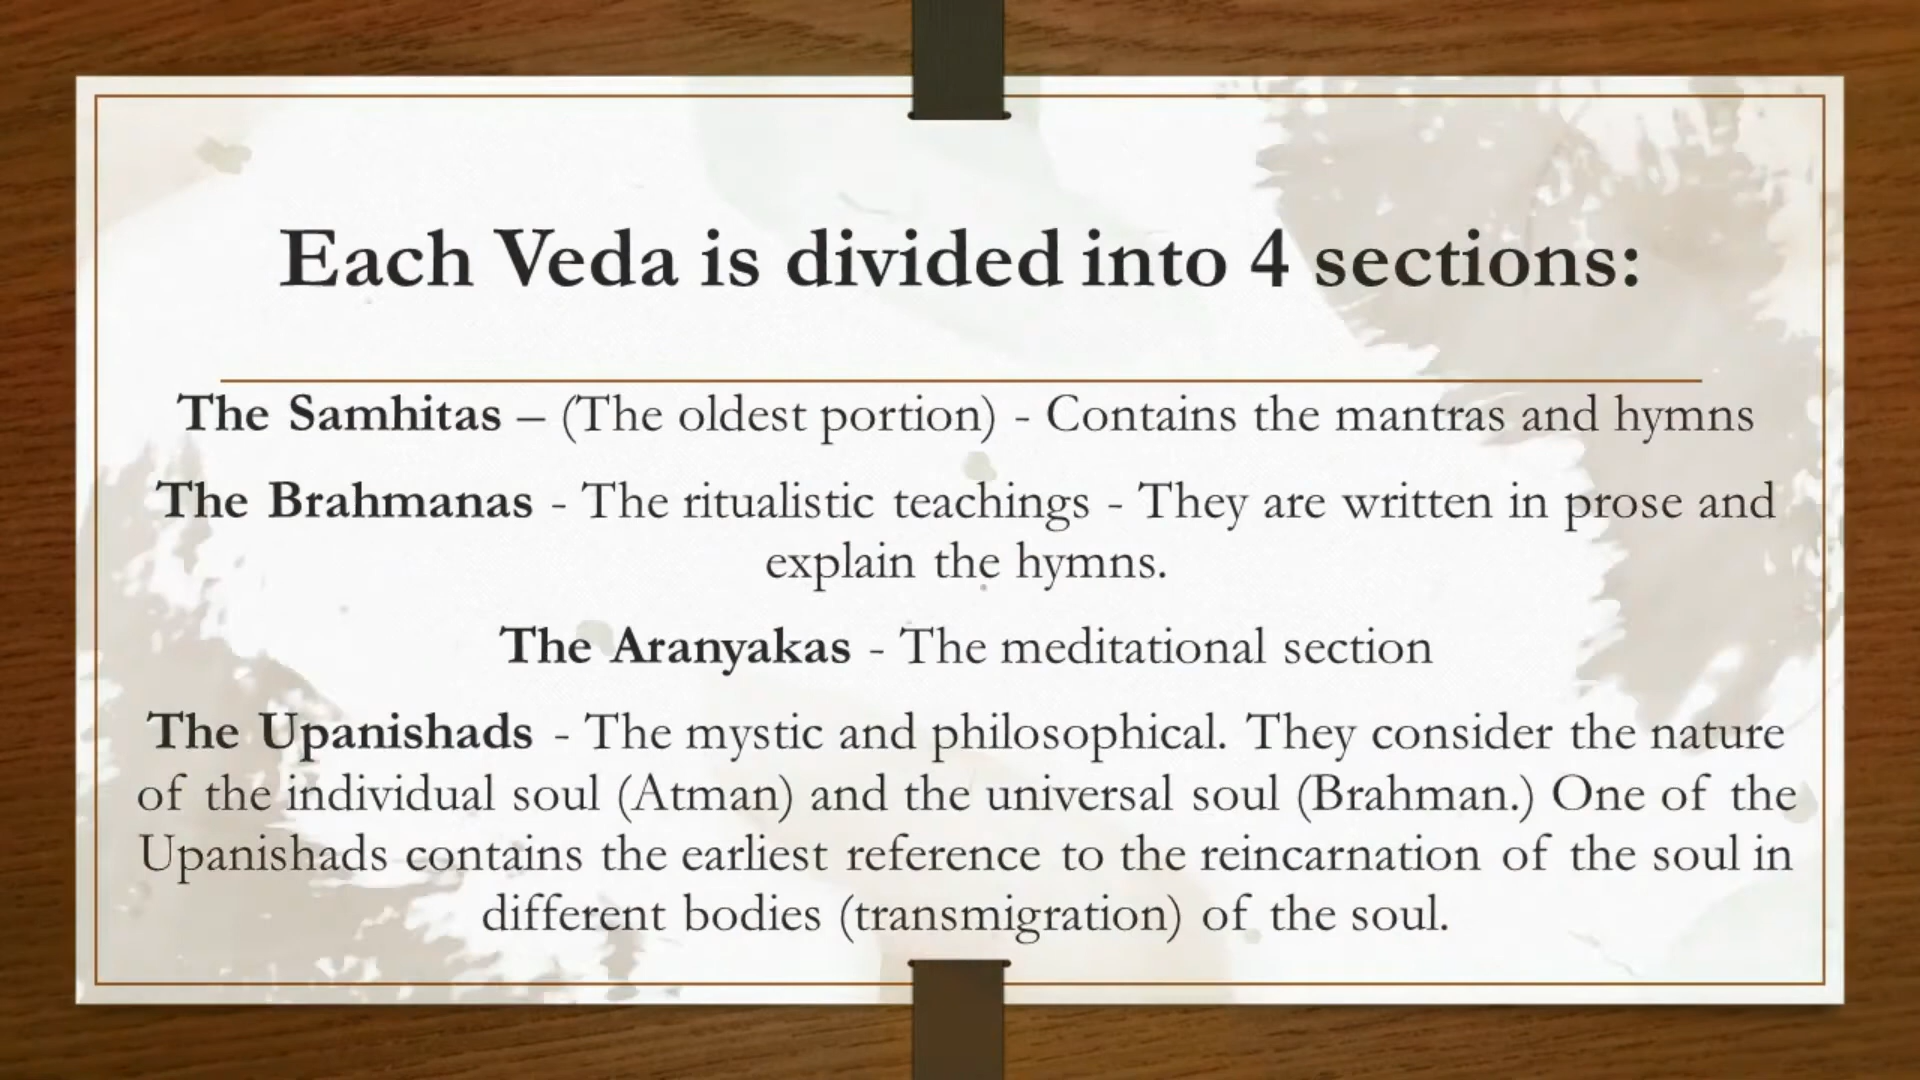 Each Veda is divided into 4 sections:
The Samhitas – (The oldest portion) - Contains the mantras and hymns
The Brahmanas - The ritualistic teachings - They are written in prose and
explain the hymns.
The Aranyakas - The meditational section
The Upanishads - The mystic and philosophical. They consider the nature
of the individual soul (Atman) and the universal soul (Brahman.) One of the
Upanishads contains the earliest reference to the reincarnation of the soul in
different bodies (transmigration) of the soul.